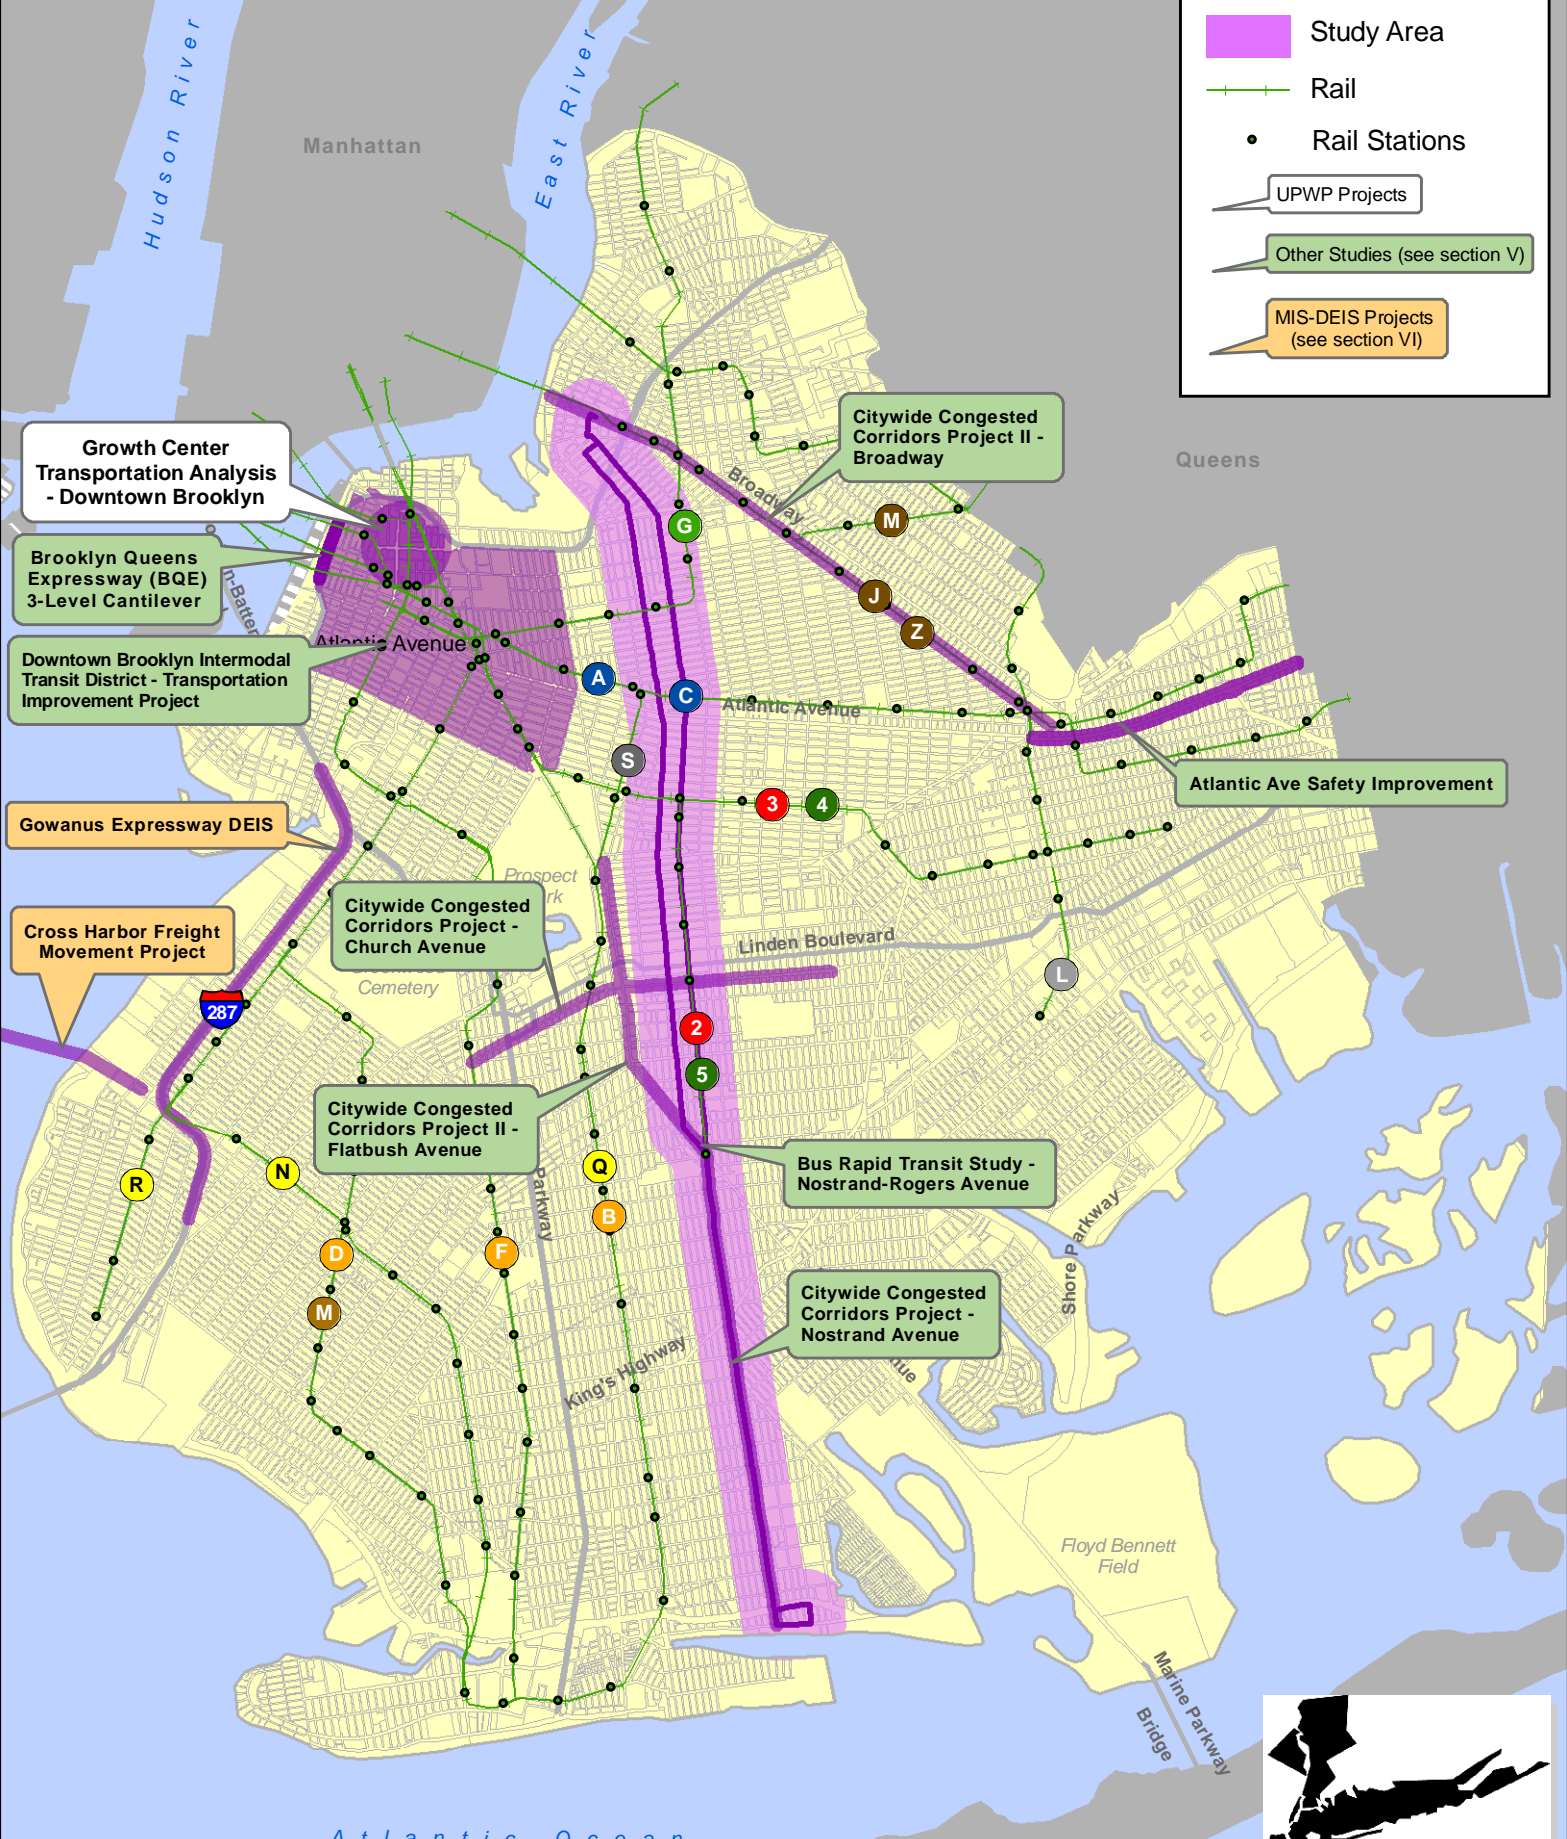 Study Area
Rail
Rail Stations
UPWP Projects
Other Studies (see section V)
MIS-DEIS Projects
(see section VI)
Hudson River
Manhattan
East River
Queens
Growth Center
Transportation Analysis
- Downtown Brooklyn
Citywide Congested
Corridors Project II -
Broadway
Broadway
M
G
Brooklyn Queens
Expressway (BQE)
3-Level Cantilever
n-Batter
J
Z
Atlantic Avenue
Downtown Brooklyn Intermodal
Transit District - Transportation
Improvement Project
A
C
Atlantic Avenue
S
Atlantic Ave Safety Improvement
3
4
Gowanus Expressway DEIS
Prospect
rk
Citywide Congested
Corridors Project -
Church Avenue
Cross Harbor Freight
Movement Project
Linden Boulevard
Cemetery
L
287
2
5
Citywide Congested
Corridors Project II -
Flatbush Avenue
Bus Rapid Transit Study -
Nostrand-Rogers Avenue
R
N
Q
B
Parkway
D
F
M
Shore Parkway
Citywide Congested
Corridors Project -
Nostrand Avenue
nue
King's Highway
Floyd Bennett
Field
Marine Parkway
Bridge
Atlantic Ocean